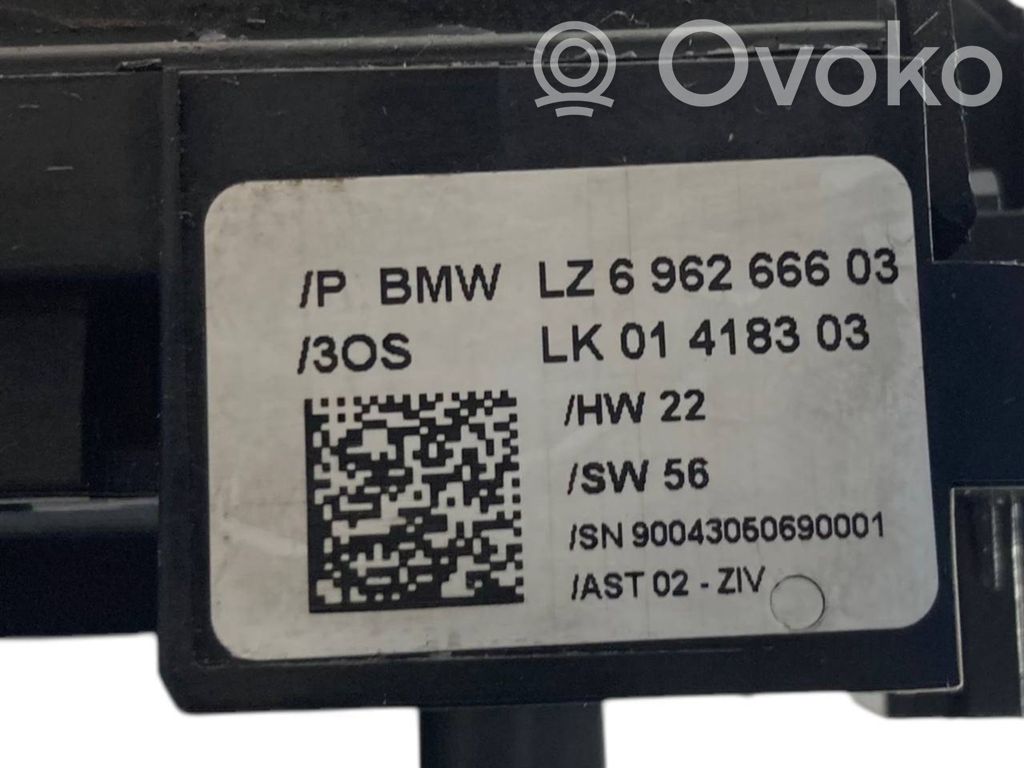 Ovoko
/P BMW LZ 6 962 666 03
/3OS LK 01 4183 03
/HW 22
/SW 56
/SN 90043050690001
/AST 02 - ZIV